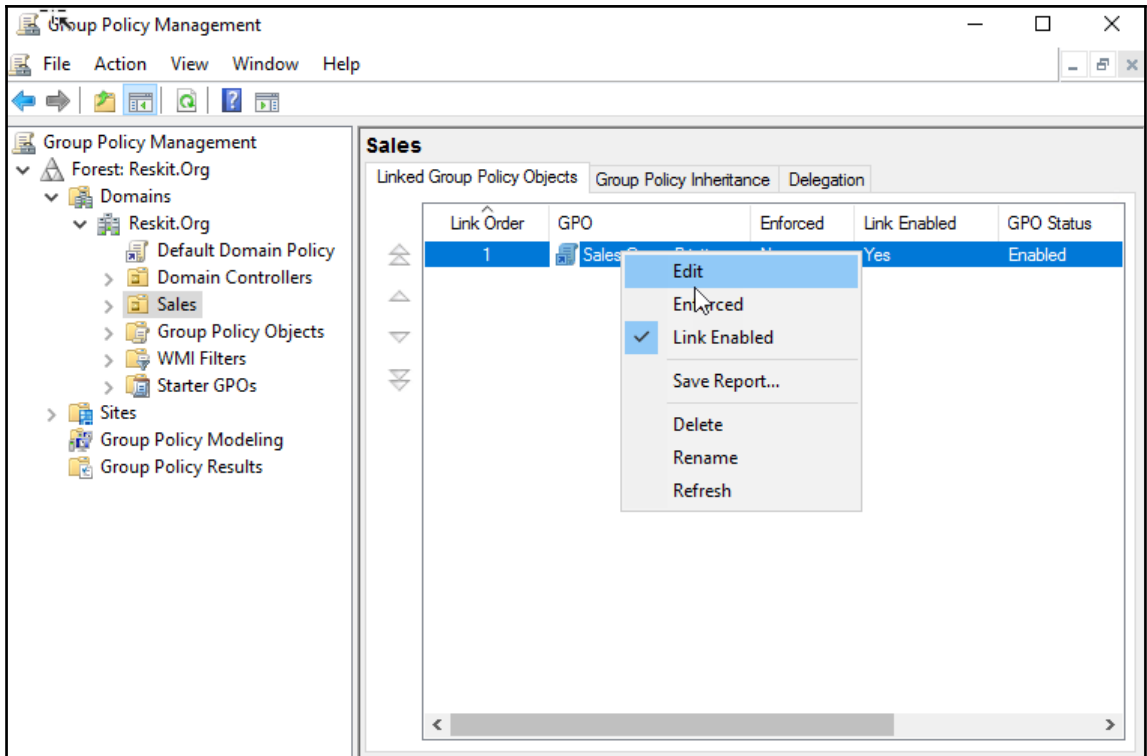 Group Policy Management
File Action View Window Help
Group Policy Management
Forest: Reskit.Org
Domains
Reskit.Org
Default Domain Policy
Domain Controllers
Sales
Group Policy Objects
WMI Filters
Starter GPOs
Sites
Group Policy Modeling
Group Policy Results
Sales
Linked Group Policy Objects Group Policy Inheritance Delegation
Link Order GPO Enforced Link Enabled GPO Status
1 Sales Yes Enabled
Edit
Enforced
Link Enabled
Save Report...
Delete
Rename
Refresh